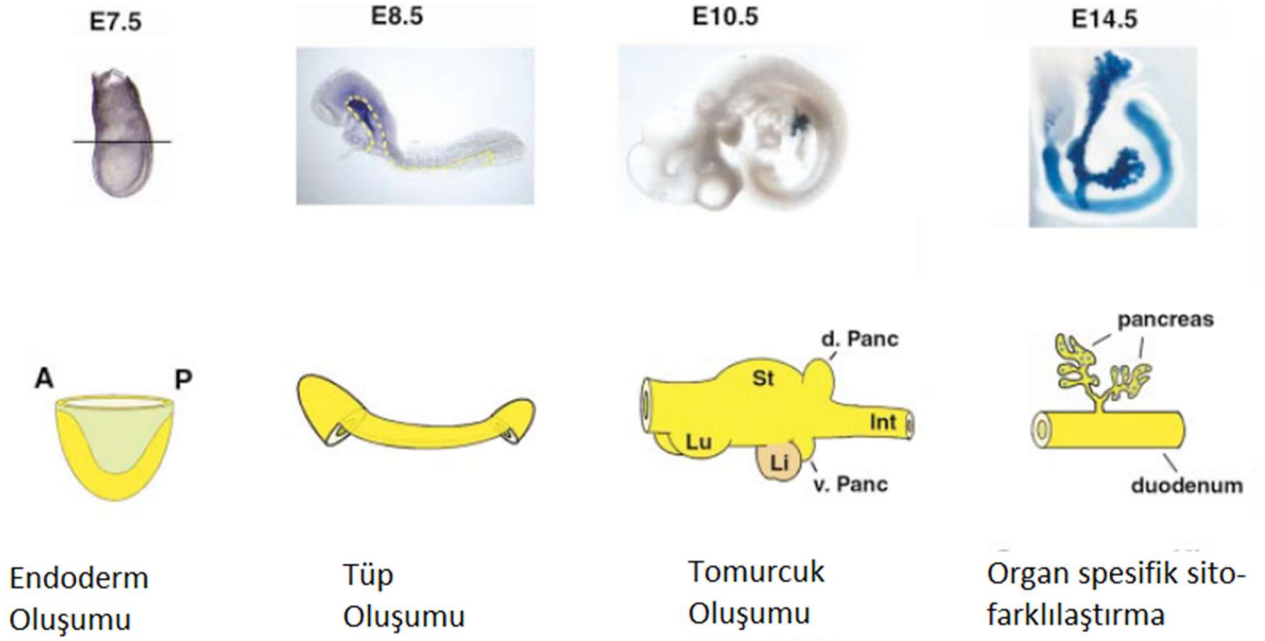 E7.5
E8.5
E10.5
E14.5
A
P
d. Panc
St
Int
Lu
Li
v. Panc
pancreas
duodenum
Endoderm
Oluşumu
Tüp
Oluşumu
Tomurcuk
Oluşumu
Organ spesifik sito-
farklılaştırma